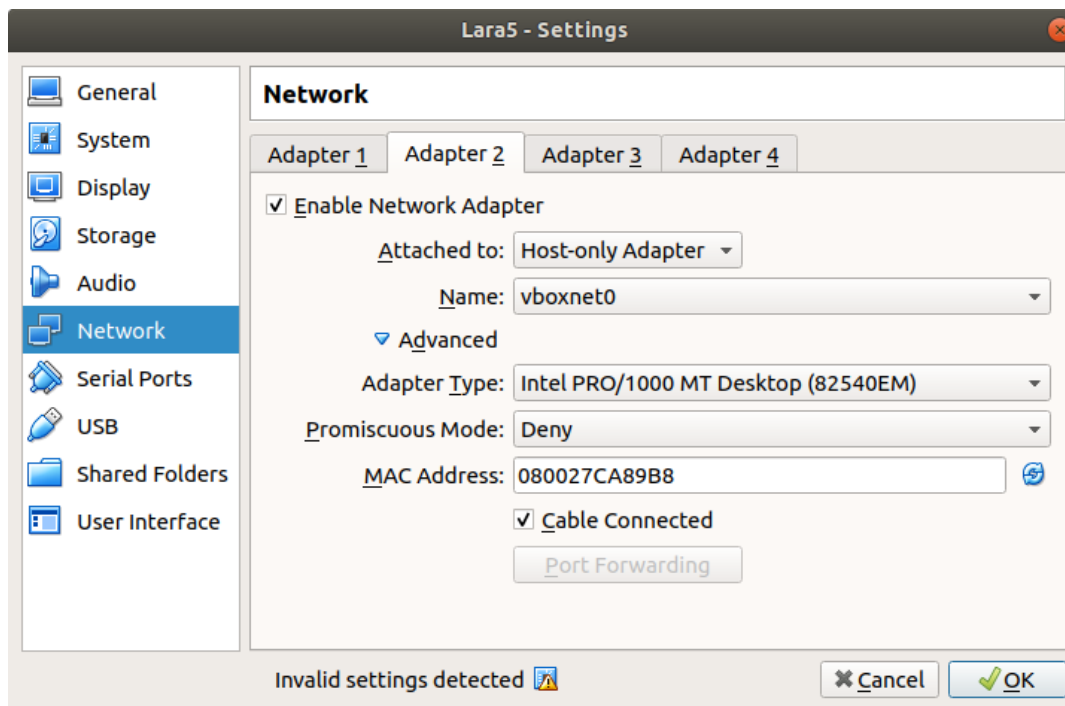 Lara5 - Settings
General
System
Display
Storage
Audio
Network
Serial Ports
USB
Shared Folders
User Interface
Network
Adapter 1
Adapter 2
Adapter 3
Adapter 4
Enable Network Adapter
Attached to: Host-only Adapter
Name: vboxnet0
Advanced
Adapter Type: Intel PRO/1000 MT Desktop (82540EM)
Promiscuous Mode: Deny
MAC Address: 080027CA89B8
Cable Connected
Port Forwarding
Invalid settings detected
Cancel
OK